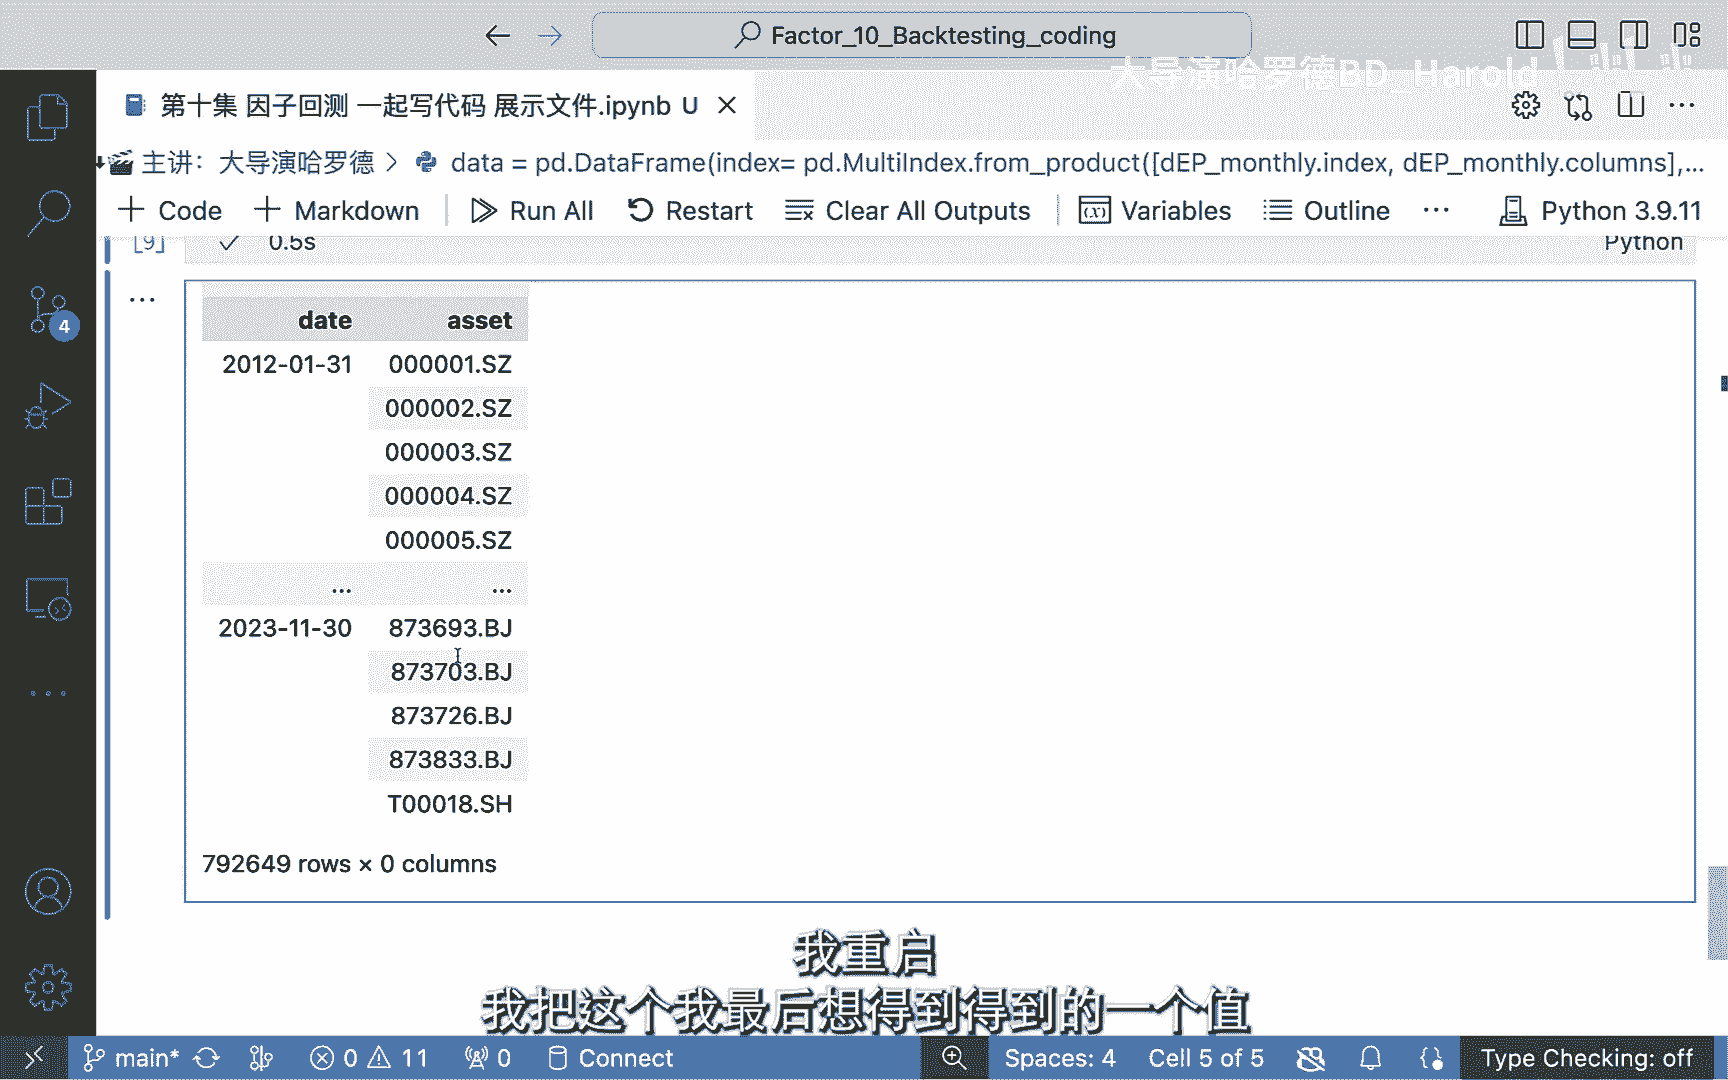 Factor_10_Backtesting_coding
大导演哈罗德BD_Harold
第十集 因子回测 一起写代码 展示文件.ipynb U
主讲：大导演哈罗德 > data = pd.DataFrame(index= pd.MultiIndex.from_product([dEP_monthly.index, dEP_monthly.columns],...
Code Markdown Run All Restart Clear All Outputs Variables Outline ... Python 3.9.11
[9] 0.5s Python
date asset
2012-01-31 000001.SZ
000002.SZ
000003.SZ
000004.SZ
000005.SZ
... ...
2023-11-30 873693.BJ
873703.BJ
873726.BJ
873833.BJ
T00018.SH
792649 rows × 0 columns
4
我重启
我把这个我最后想得到得到的一个值
main* 0 11 0 Connect Spaces: 4 Cell 5 of 5 Type Checking: off